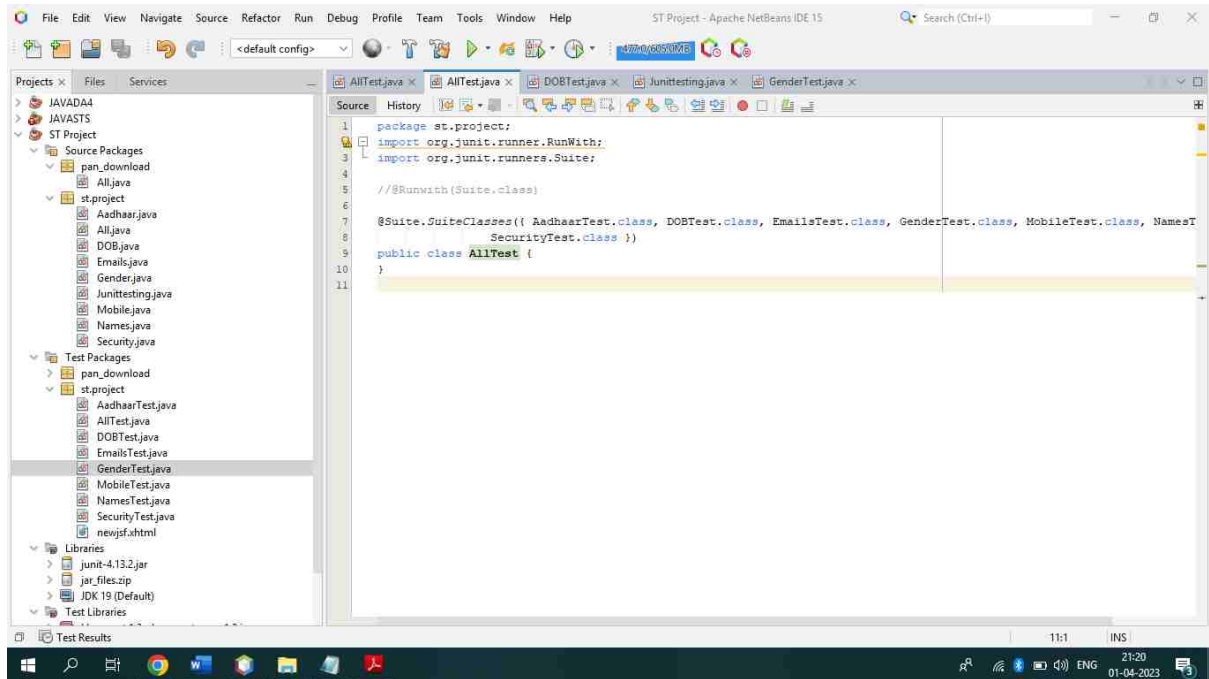 File Edit View Navigate Source Refactor Run Debug Profile Team Tools Window Help ST Project - Apache NetBeans IDE 15 Search (Ctrl+I)
<default config>
Projects Files Services
AllTest.java AllTest.java DOBTest.java Junittesting.java GenderTest.java
JAVADA4
JAVASTS
ST Project
Source Packages
pan_download
All.java
st.project
Aadhaar.java
All.java
DOB.java
Emails.java
Gender.java
Junittesting.java
Mobile.java
Names.java
Security.java
Test Packages
pan_download
st.project
AadhaarTest.java
AllTest.java
DOBTest.java
EmailsTest.java
GenderTest.java
MobileTest.java
NamesTest.java
SecurityTest.java
newjsf.xhtml
Libraries
junit-4.13.2.jar
jar_files.zip
JDK 19 (Default)
Test Libraries
Source History
1 package st.project;
import org.junit.runner.RunWith;
3 import org.junit.runners.Suite;
4
5 //@Runwith(Suite.class)
6
7 @Suite.SuiteClasses({ AadhaarTest.class, DOBTest.class, EmailsTest.class, GenderTest.class, MobileTest.class, NamesT
8 SecurityTest.class })
9 public class AllTest {
10 }
11
Test Results
11:1 INS
ENG
21:20
01-04-2023
3